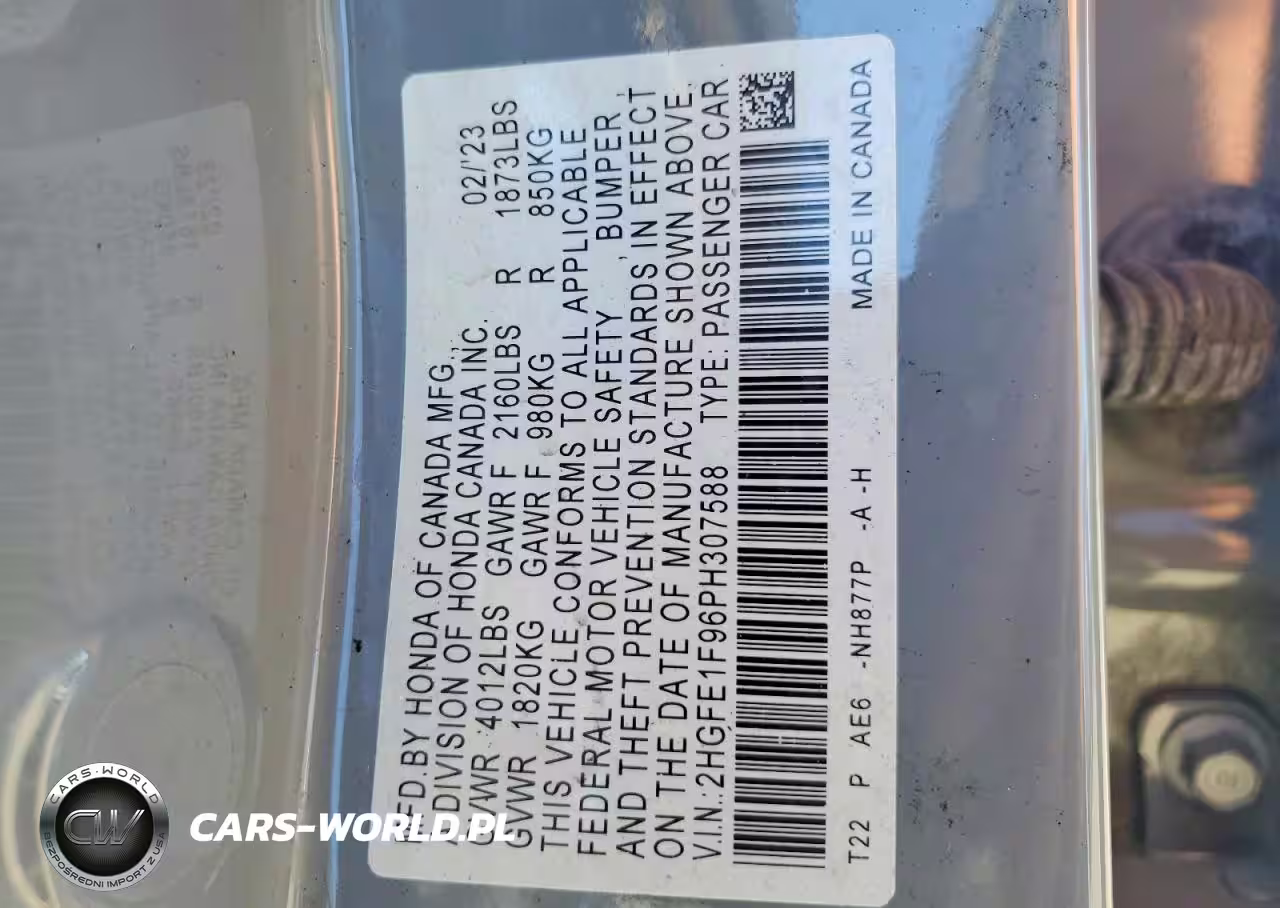 MFD.BY HONDA OF CANADA MFG.,
A DIVISION OF HONDA CANADA INC. 02/'23
GVWR 4012LBS GAWR F 2160LBS R 1873LBS
GVWR 1820KG GAWR F 980KG R 850KG
THIS VEHICLE CONFORMS TO ALL APPLICABLE
FEDERAL MOTOR VEHICLE SAFETY , BUMPER ,
AND THEFT PREVENTION STANDARDS IN EFFECT
ON THE DATE OF MANUFACTURE SHOWN ABOVE.
V.I.N.:2HGFE1F96PH307588 TYPE: PASSENGER CAR
T22 P AE6 -NH877P -A -H MADE IN CANADA
CARS-WORLD
CW
BEZPOŚREDNI IMPORT Z USA
CARS-WORLD.PL